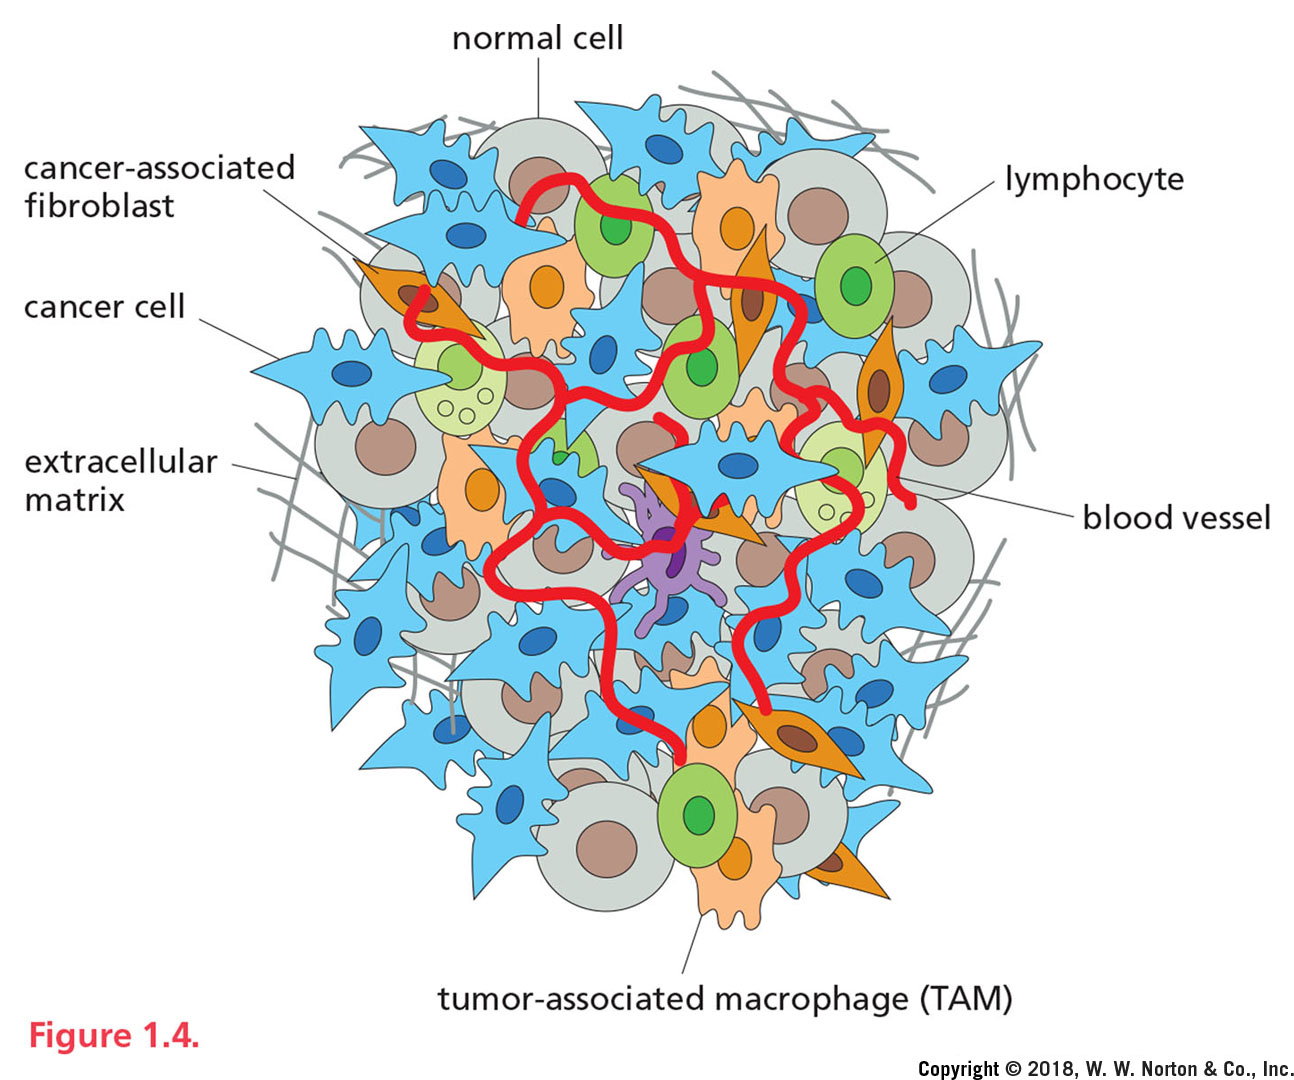 normal cell
cancer-associated
fibroblast
lymphocyte
cancer cell
extracellular
matrix
blood vessel
tumor-associated macrophage (TAM)
Figure 1.4.
Copyright © 2018, W. W. Norton & Co., Inc.